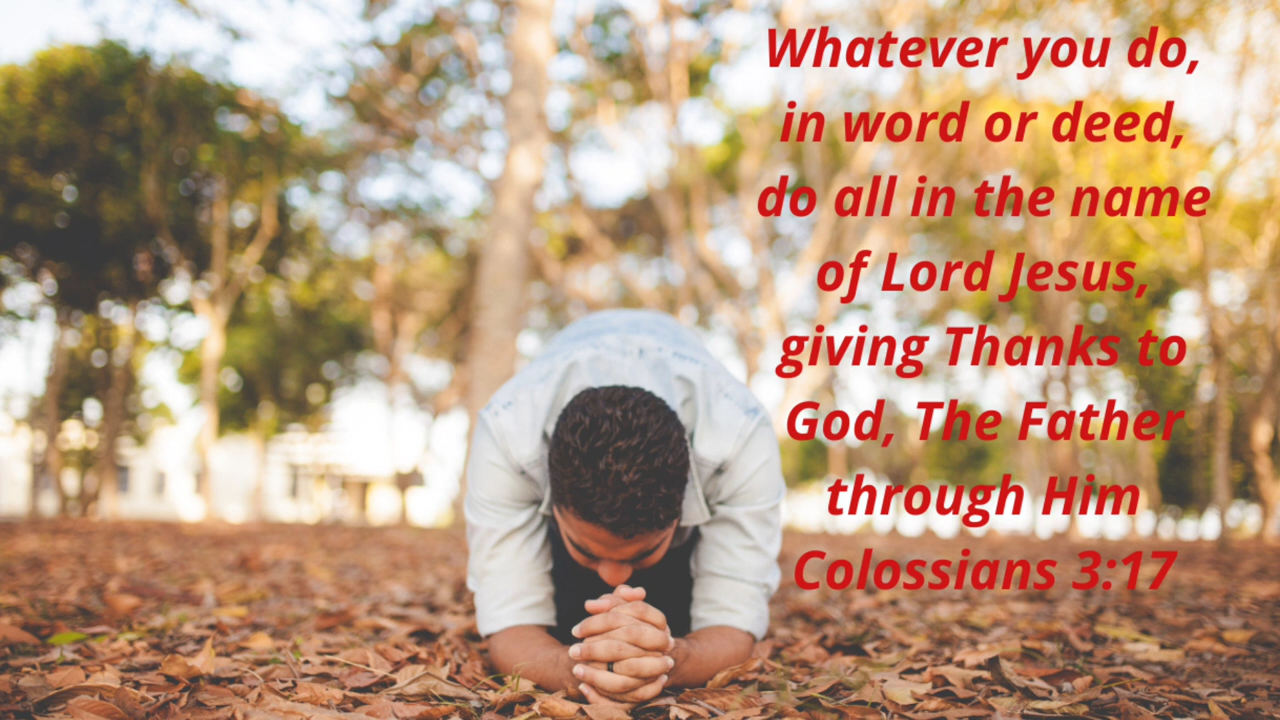 Whatever you do,
in word or deed,
do all in the name
of Lord Jesus,
giving Thanks to
God, The Father
through Him
Colossians 3:17